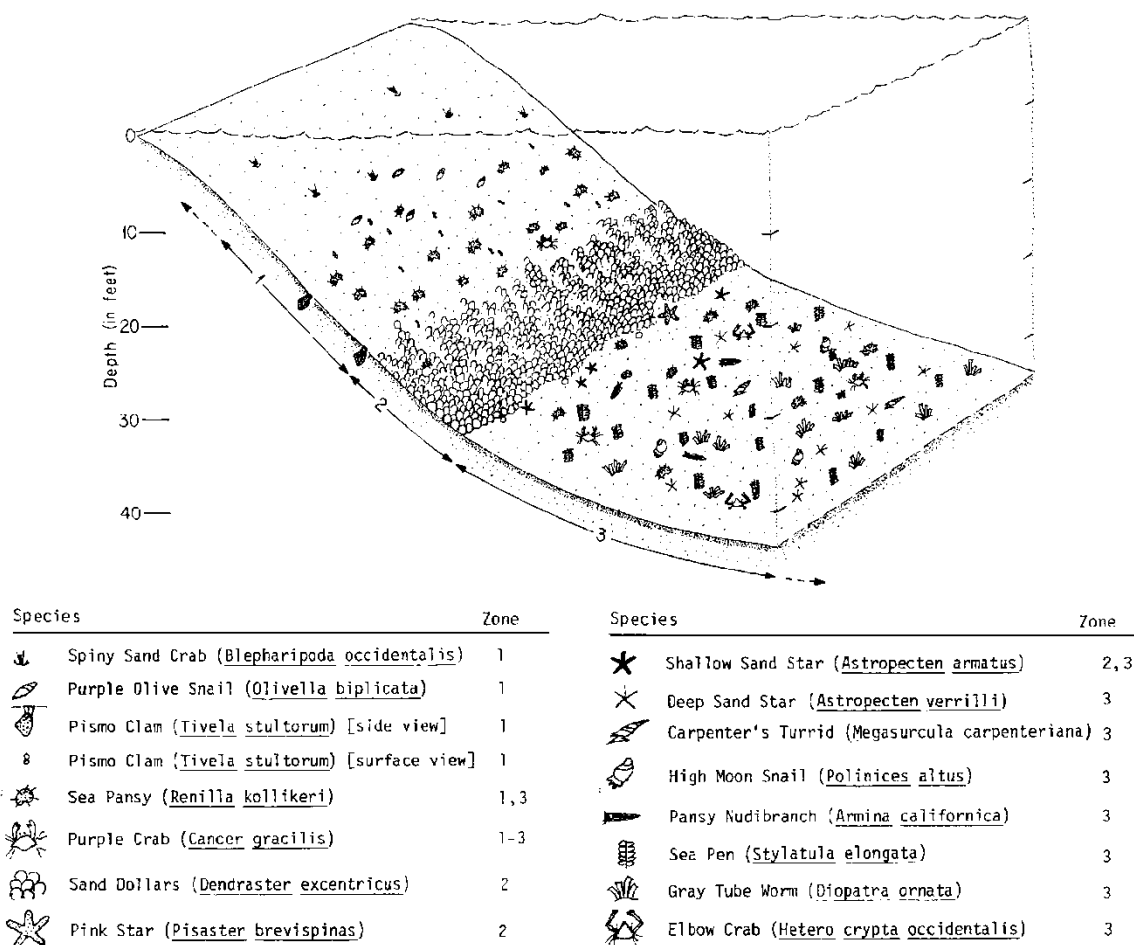 0
10
20
30
40
Depth (in feet)
1
2
3
Species Zone
Spiny Sand Crab (Blepharipoda occidentalis) 1
Purple Olive Snail (Olivella biplicata) 1
Pismo Clam (Tivela stultorum) [side view] 1
Pismo Clam (Tivela stultorum) [surface view] 1
Sea Pansy (Renilla kollikeri) 1,3
Purple Crab (Cancer gracilis) 1-3
Sand Dollars (Dendraster excentricus) 2
Pink Star (Pisaster brevispinas) 2
Species Zone
Shallow Sand Star (Astropecten armatus) 2,3
Deep Sand Star (Astropecten verrilli) 3
Carpenter's Turrid (Megasurcula carpenteriana) 3
High Moon Snail (Polinices altus) 3
Pansy Nudibranch (Armina californica) 3
Sea Pen (Stylatula elongata) 3
Gray Tube Worm (Diopatra ornata) 3
Elbow Crab (Hetero crypta occidentalis) 3